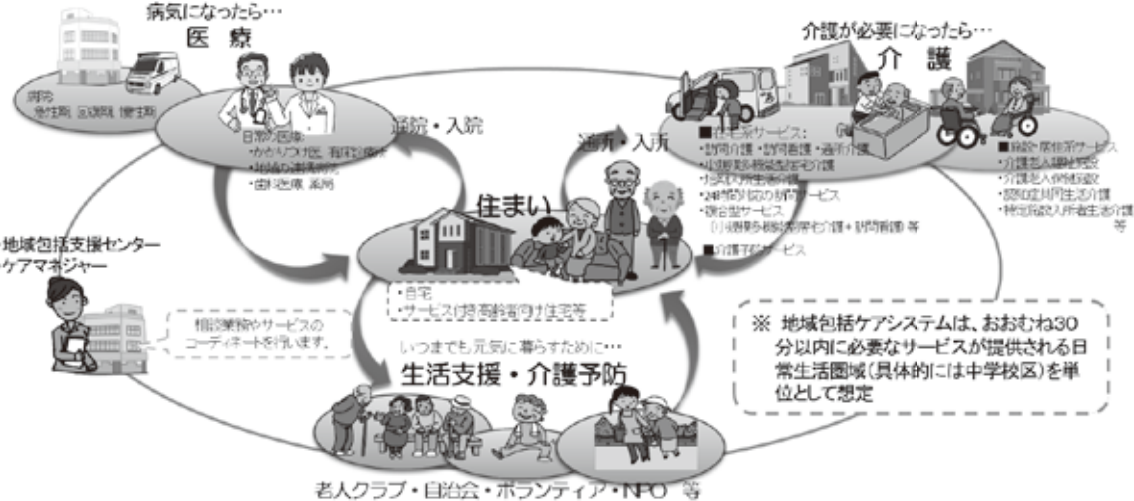 病気になったら…
医 療
病院:
急性期、回復期、慢性期
日常の医療:
・かかりつけ医、有床診療所
・地域の連携病院
・歯科医療、薬局
通院・入院
介護が必要になったら…
介 護
通所・入所
■在宅系サービス:
・訪問介護・訪問看護・通所介護
・小規模多機能型居宅介護
・短期入所生活介護
・24時間対応の訪問サービス
・複合型サービス
(小規模多機能型居宅介護+訪問看護)等
■介護予防サービス
■施設・居住系サービス
・介護老人福祉施設
・介護老人保健施設
・認知症共同生活介護
・特定施設入所者生活介護
等
住まい
・自宅
・サービス付き高齢者向け住宅等
・地域包括支援センター
・ケアマネジャー
相談業務やサービスの
コーディネートを行います。
いつまでも元気に暮らすために…
生活支援・介護予防
老人クラブ・自治会・ボランティア・NPO 等
※ 地域包括ケアシステムは、おおむね30
分以内に必要なサービスが提供される日
常生活圏域(具体的には中学校区)を単
位として想定